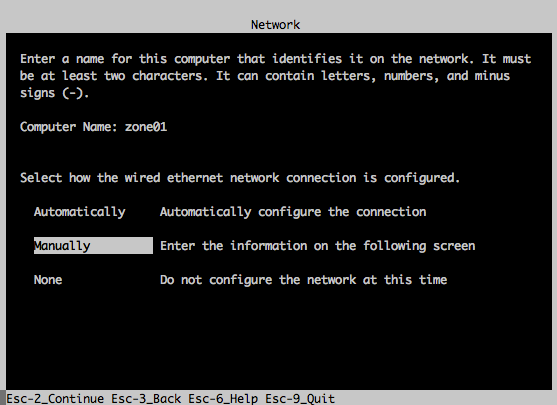 Network
Enter a name for this computer that identifies it on the network. It must
be at least two characters. It can contain letters, numbers, and minus
signs (-).
Computer Name: zone01
Select how the wired ethernet network connection is configured.
Automatically Automatically configure the connection
Manually Enter the information on the following screen
None Do not configure the network at this time
Esc-2_Continue Esc-3_Back Esc-6_Help Esc-9_Quit